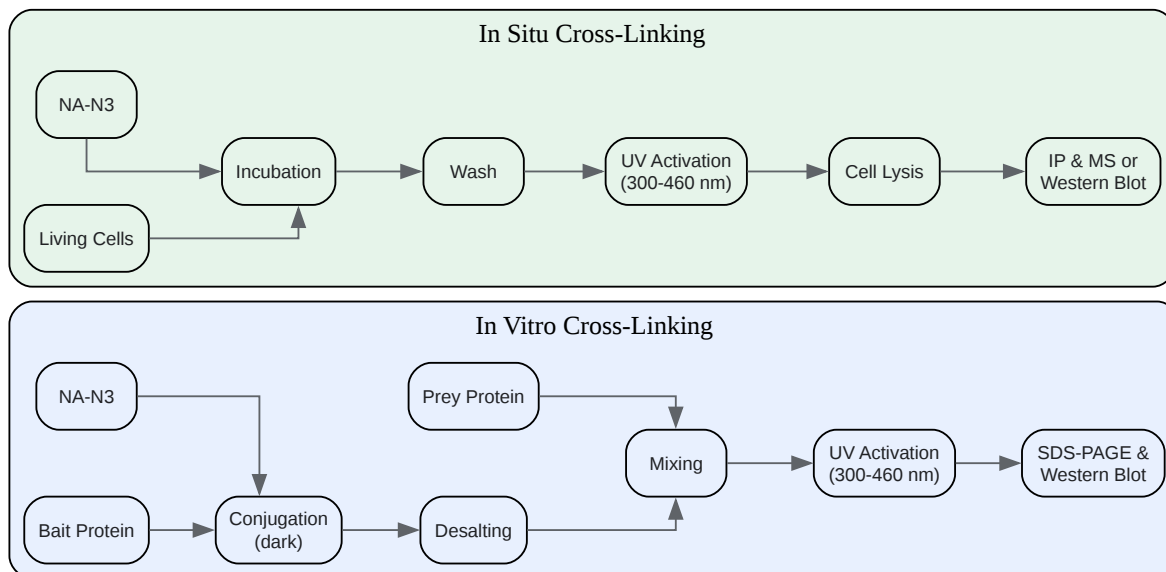 In Situ Cross-Linking
NA-N3
Living Cells
Incubation
Wash
UV Activation
(300-460 nm)
Cell Lysis
IP & MS or
Western Blot
In Vitro Cross-Linking
NA-N3
Bait Protein
Conjugation
(dark)
Desalting
Prey Protein
Mixing
UV Activation
(300-460 nm)
SDS-PAGE &
Western Blot